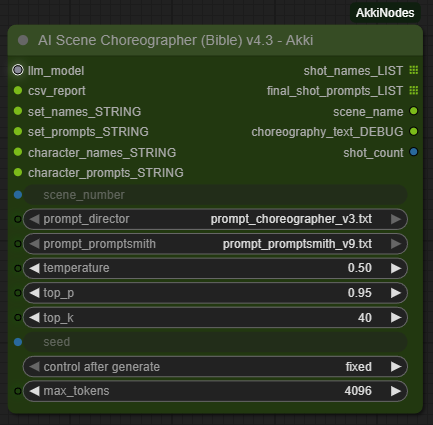 AkkiNodes
AI Scene Choreographer (Bible) v4.3 - Akki
llm_model shot_names_LIST
csv_report final_shot_prompts_LIST
set_names_STRING scene_name
set_prompts_STRING choreography_text_DEBUG
character_names_STRING shot_count
character_prompts_STRING
scene_number
prompt_director prompt_choreographer_v3.txt
prompt_promptsmith prompt_promptsmith_v9.txt
temperature 0.50
top_p 0.95
top_k 40
seed
control after generate fixed
max_tokens 4096